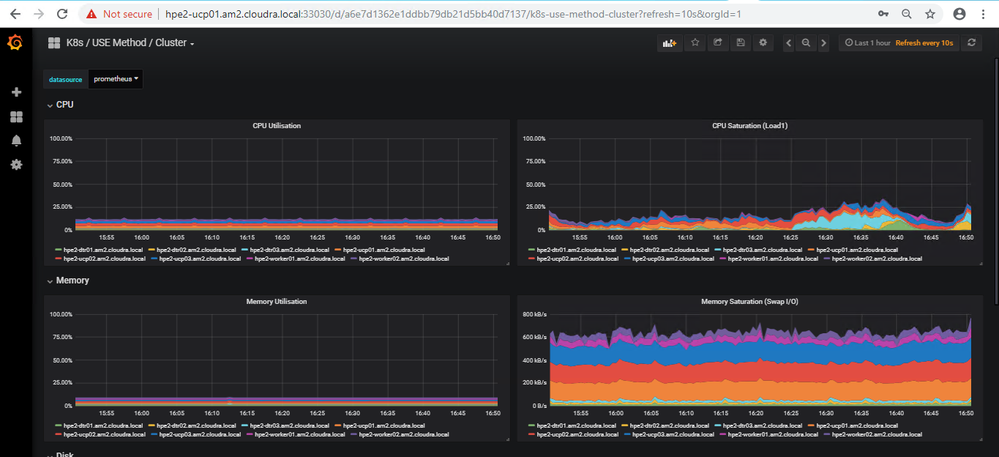 Not secure | hpe2-ucp01.am2.cloudra.local:33030/d/a6e7d1362e1ddbb79db21d5bb40d7137/k8s-use-method-cluster?refresh=10s&orgId=1
K8s / USE Method / Cluster
Last 1 hour Refresh every 10s
datasource prometheus
CPU
CPU Utilisation
100.00%
75.00%
50.00%
25.00%
0%
15:55 16:00 16:05 16:10 16:15 16:20 16:25 16:30 16:35 16:40 16:45 16:50
hpe2-dtr01.am2.cloudra.local hpe2-dtr02.am2.cloudra.local hpe2-dtr03.am2.cloudra.local hpe2-ucp01.am2.cloudra.local
hpe2-ucp02.am2.cloudra.local hpe2-ucp03.am2.cloudra.local hpe2-worker01.am2.cloudra.local hpe2-worker02.am2.cloudra.local
CPU Saturation (Load1)
100.00%
75.00%
50.00%
25.00%
0%
15:55 16:00 16:05 16:10 16:15 16:20 16:25 16:30 16:35 16:40 16:45 16:50
hpe2-dtr01.am2.cloudra.local hpe2-dtr02.am2.cloudra.local hpe2-dtr03.am2.cloudra.local hpe2-ucp01.am2.cloudra.local
hpe2-ucp02.am2.cloudra.local hpe2-ucp03.am2.cloudra.local hpe2-worker01.am2.cloudra.local hpe2-worker02.am2.cloudra.local
Memory
Memory Utilisation
100.00%
75.00%
50.00%
25.00%
0%
15:55 16:00 16:05 16:10 16:15 16:20 16:25 16:30 16:35 16:40 16:45 16:50
hpe2-dtr01.am2.cloudra.local hpe2-dtr02.am2.cloudra.local hpe2-dtr03.am2.cloudra.local hpe2-ucp01.am2.cloudra.local
hpe2-ucp02.am2.cloudra.local hpe2-ucp03.am2.cloudra.local hpe2-worker01.am2.cloudra.local hpe2-worker02.am2.cloudra.local
Memory Saturation (Swap I/O)
800 kB/s
600 kB/s
400 kB/s
200 kB/s
0 B/s
15:55 16:00 16:05 16:10 16:15 16:20 16:25 16:30 16:35 16:40 16:45 16:50
hpe2-dtr01.am2.cloudra.local hpe2-dtr02.am2.cloudra.local hpe2-dtr03.am2.cloudra.local hpe2-ucp01.am2.cloudra.local
hpe2-ucp02.am2.cloudra.local hpe2-ucp03.am2.cloudra.local hpe2-worker01.am2.cloudra.local hpe2-worker02.am2.cloudra.local
Disk